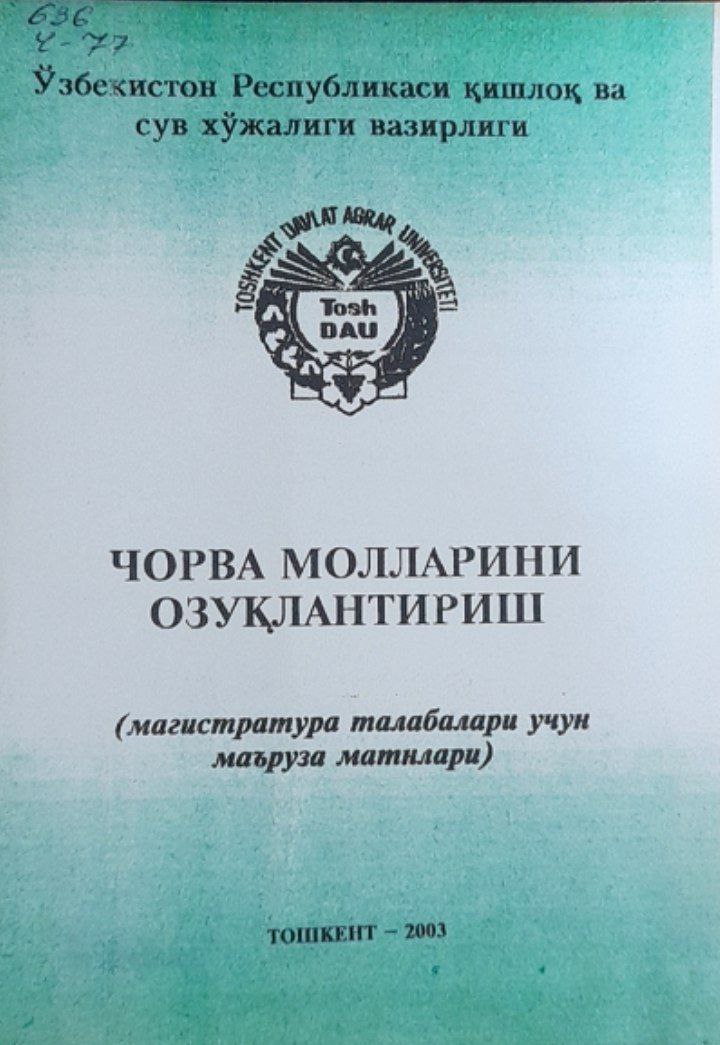 636
Ч-77
Ўзбекистон Республикаси қишлоқ ва
сув хўжалиги вазирлиги
TOSHKENT DAVLAT AGRAR UNIVERSITETI
Tosh
DAU
ЧОРВА МОЛЛАРИНИ
ОЗУҚЛАНТИРИШ
(магистратура талабалари учун
маъруза матнлари)
ТОШКЕНТ – 2003